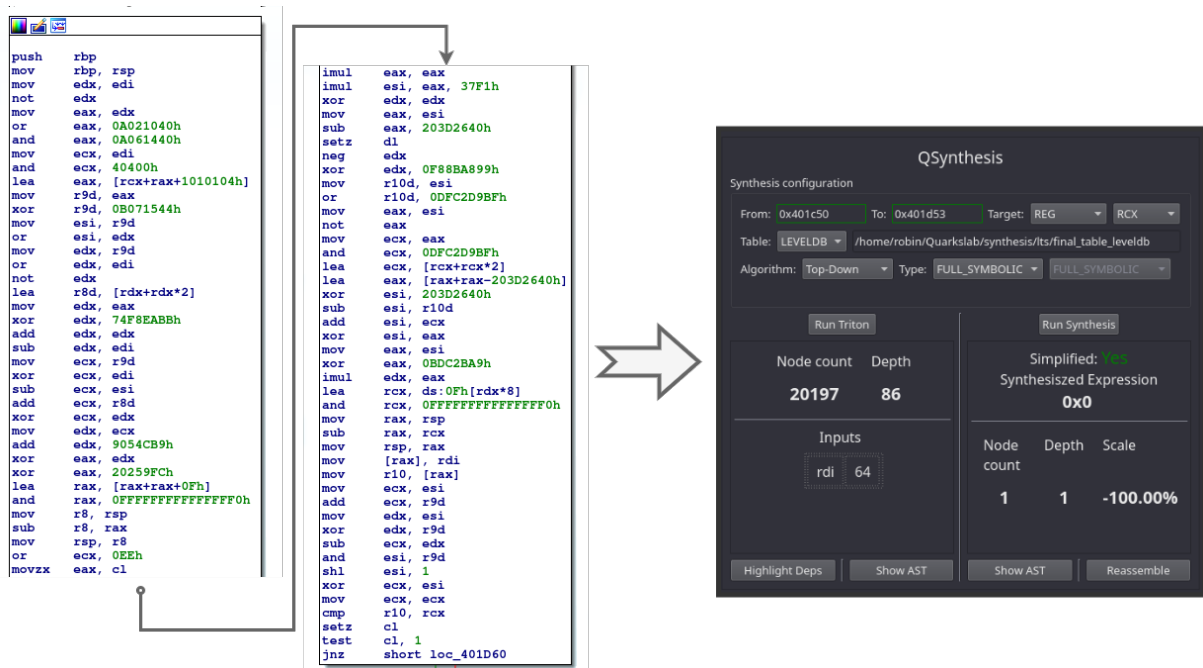 push rbp
mov rbp, rsp
mov edx, edi
not edx
mov eax, edx
or eax, 0A021040h
and eax, 0A061440h
mov ecx, edi
and ecx, 40400h
lea eax, [rcx+rax+1010104h]
mov r9d, eax
xor r9d, 0B071544h
mov esi, r9d
or esi, edx
mov edx, r9d
or edx, edi
not edx
lea r8d, [rdx+rdx*2]
mov edx, eax
xor edx, 74F8EABBh
add edx, edx
sub edx, edi
mov ecx, r9d
xor ecx, edi
sub ecx, esi
add ecx, r8d
xor ecx, edx
mov edx, ecx
add edx, 9054CB9h
xor eax, edx
xor eax, 20259FCh
lea rax, [rax+rax+0Fh]
and rax, 0FFFFFFFFFFFFFFF0h
mov r8, rsp
sub r8, rax
mov rsp, r8
or ecx, 0EEh
movzx eax, cl
imul eax, eax
imul esi, eax, 37F1h
xor edx, edx
mov eax, esi
sub eax, 203D2640h
setz dl
neg edx
xor edx, 0F88BA899h
mov r10d, esi
or r10d, 0DFC2D9BFh
mov eax, esi
not eax
mov ecx, eax
and ecx, 0DFC2D9BFh
lea ecx, [rcx+rcx*2]
lea eax, [rax+rax-203D2640h]
xor esi, 203D2640h
sub esi, r10d
add esi, ecx
xor esi, eax
mov eax, esi
xor eax, 0BDC2BA9h
imul edx, eax
lea rcx, ds:0Fh[rdx*8]
and rcx, 0FFFFFFFFFFFFFFF0h
mov rax, rsp
sub rax, rcx
mov rsp, rax
mov [rax], rdi
mov r10, [rax]
mov ecx, esi
add ecx, r9d
mov edx, esi
xor edx, r9d
sub ecx, edx
and esi, r9d
shl esi, 1
xor ecx, esi
mov ecx, ecx
cmp r10, rcx
setz cl
test cl, 1
jnz short loc_401D60
QSynthesis
Synthesis configuration
From: 0x401c50 To: 0x401d53 Target: REG RCX
Table: LEVELDB /home/robin/Quarkslab/synthesis/lts/final_table_leveldb
Algorithm: Top-Down Type: FULL_SYMBOLIC FULL_SYMBOLIC
Run Triton
Node count Depth
20197 86
Inputs
rdi 64
Highlight Deps Show AST
Run Synthesis
Simplified: Yes
Synthesiszed Expression
0x0
Node count Depth Scale
1 1 -100.00%
Show AST Reassemble